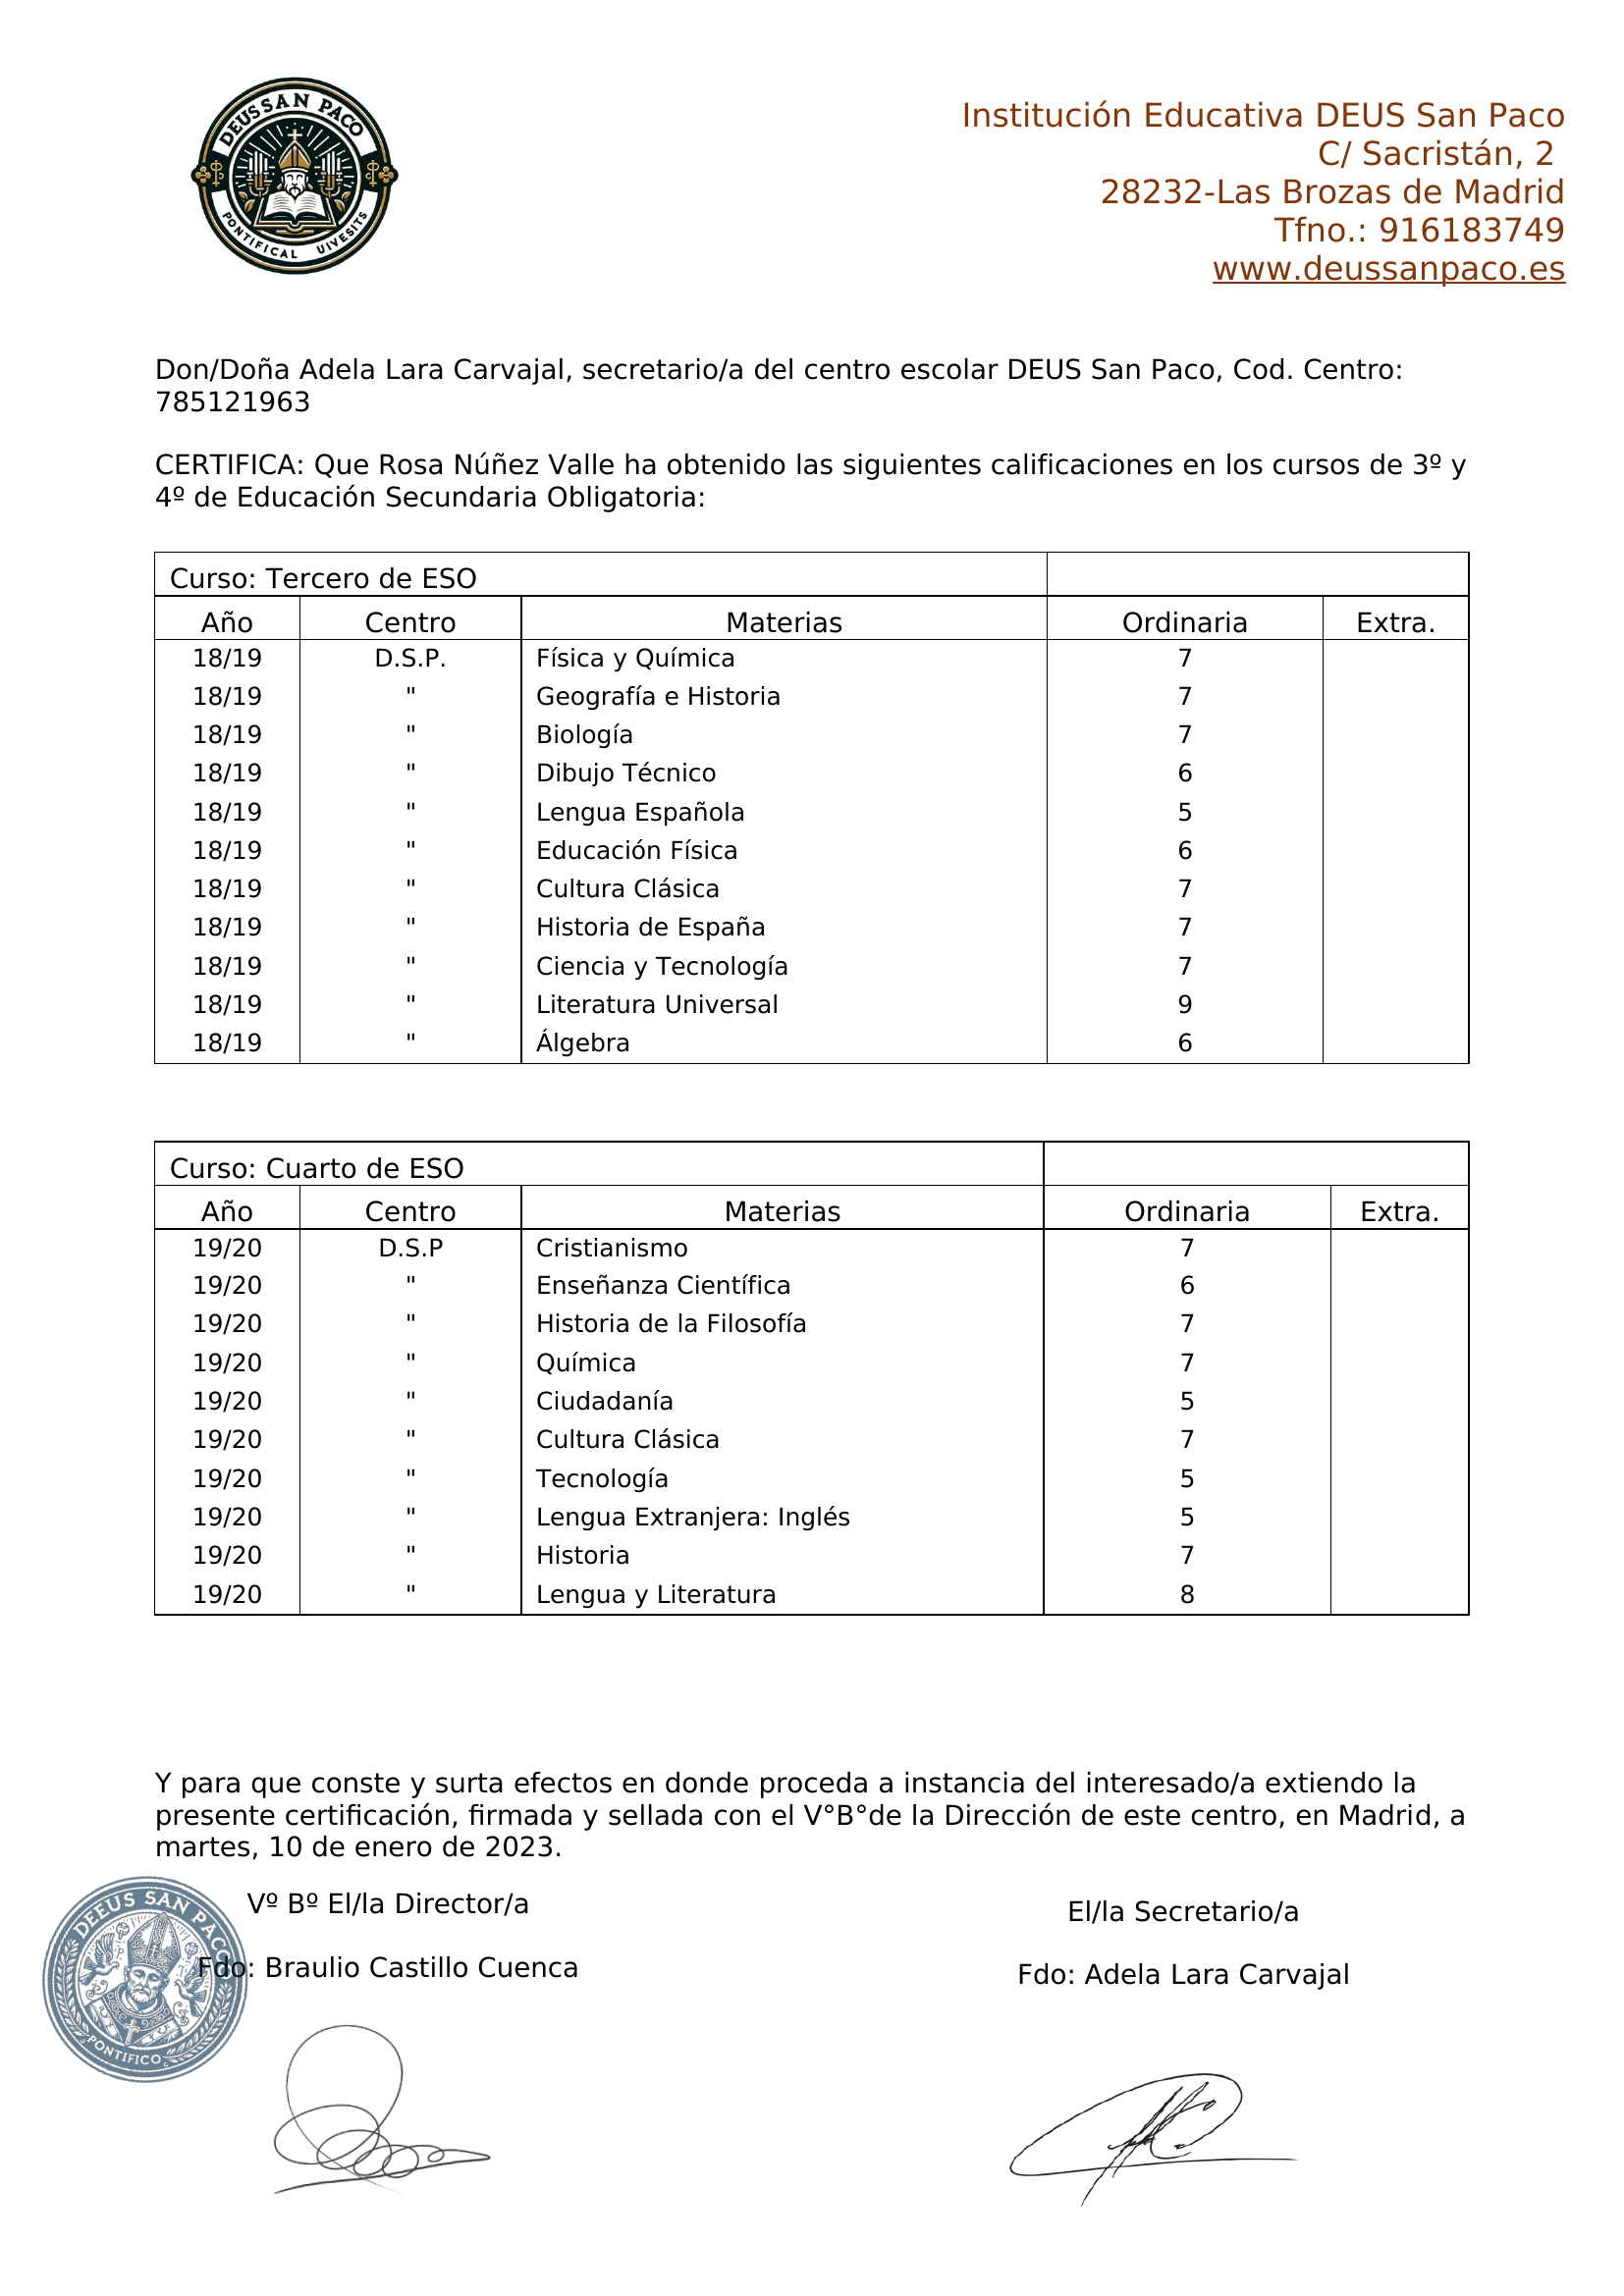 DEUSSAN PACO
PONTIFICAL UIVESITS
Institución Educativa DEUS San Paco
C/ Sacristán, 2
28232-Las Brozas de Madrid
Tfno.: 916183749
www.deussanpaco.es
Don/Doña Adela Lara Carvajal, secretario/a del centro escolar DEUS San Paco, Cod. Centro:
785121963
CERTIFICA: Que Rosa Núñez Valle ha obtenido las siguientes calificaciones en los cursos de 3º y
4º de Educación Secundaria Obligatoria:
Curso: Tercero de ESO
Año Centro Materias Ordinaria Extra.
18/19 D.S.P. Física y Química 7
18/19 " Geografía e Historia 7
18/19 " Biología 7
18/19 " Dibujo Técnico 6
18/19 " Lengua Española 5
18/19 " Educación Física 6
18/19 " Cultura Clásica 7
18/19 " Historia de España 7
18/19 " Ciencia y Tecnología 7
18/19 " Literatura Universal 9
18/19 " Álgebra 6
Curso: Cuarto de ESO
Año Centro Materias Ordinaria Extra.
19/20 D.S.P Cristianismo 7
19/20 " Enseñanza Científica 6
19/20 " Historia de la Filosofía 7
19/20 " Química 7
19/20 " Ciudadanía 5
19/20 " Cultura Clásica 7
19/20 " Tecnología 5
19/20 " Lengua Extranjera: Inglés 5
19/20 " Historia 7
19/20 " Lengua y Literatura 8
Y para que conste y surta efectos en donde proceda a instancia del interesado/a extiendo la
presente certificación, firmada y sellada con el V°B°de la Dirección de este centro, en Madrid, a
martes, 10 de enero de 2023.
DEEUS SAN PACO
PONTIFICO
Vº Bº El/la Director/a
El/la Secretario/a
Fdo: Braulio Castillo Cuenca
Fdo: Adela Lara Carvajal